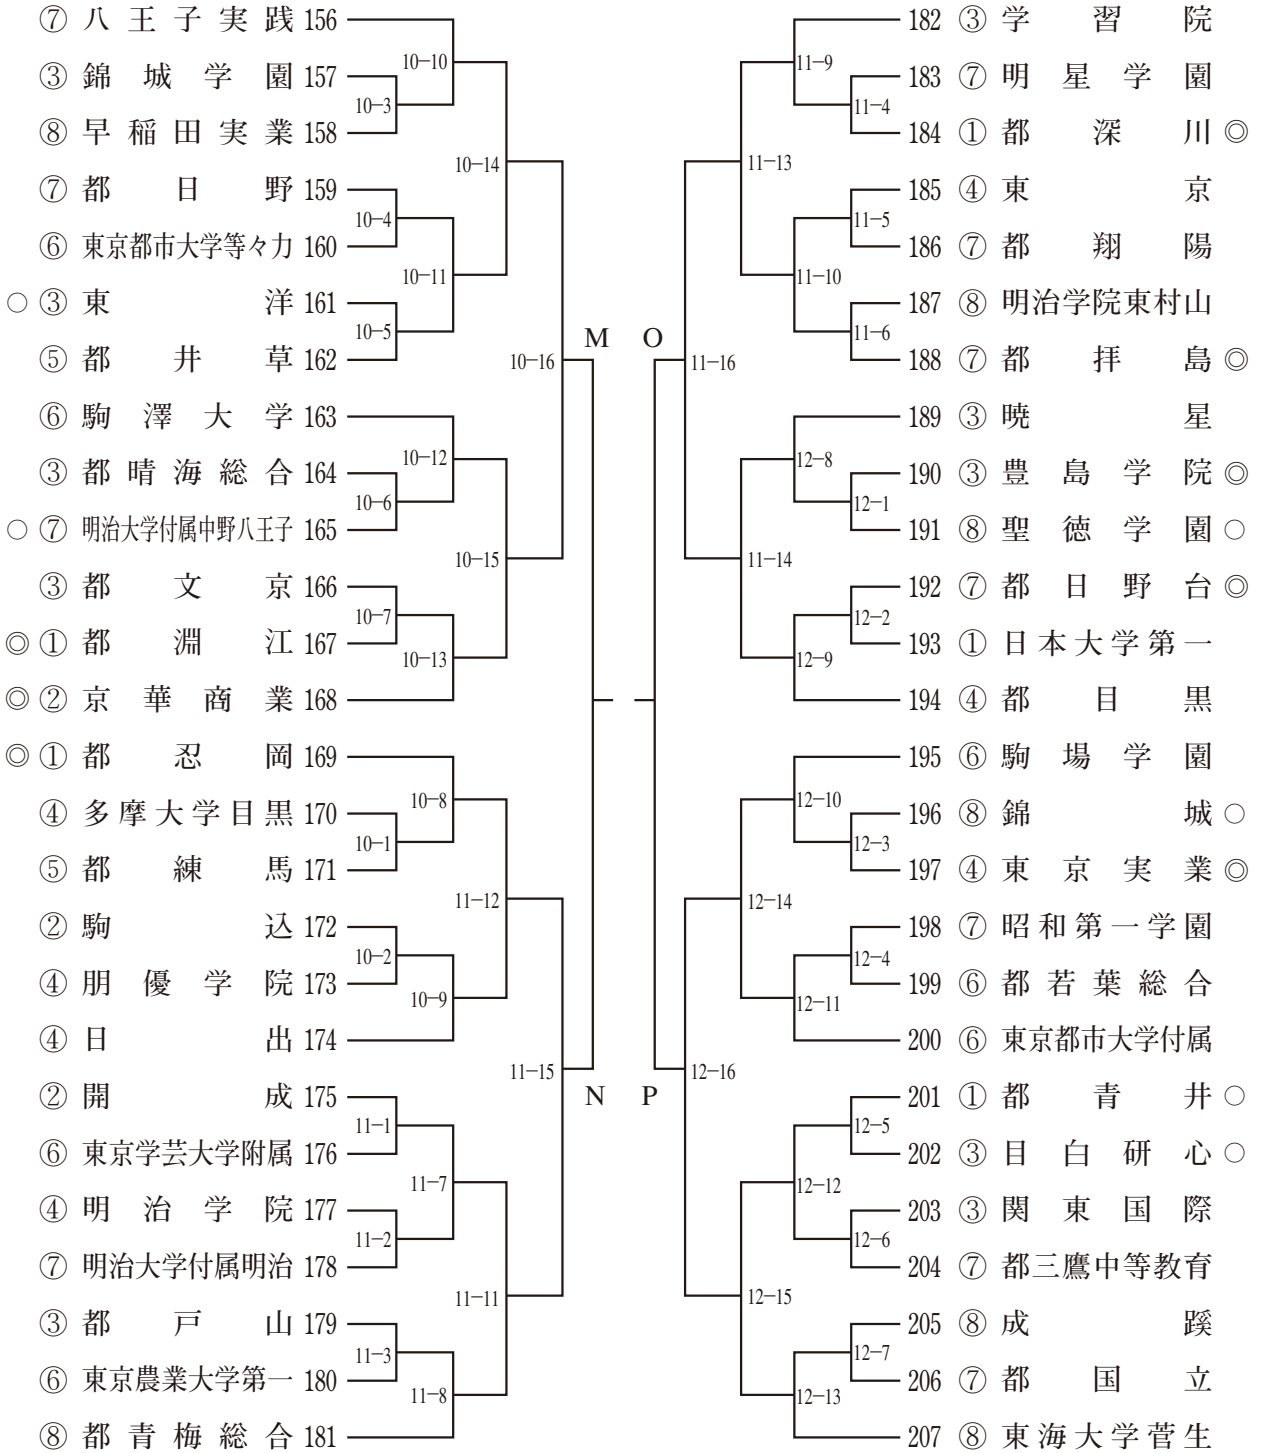 ⑦ 八王子実践 156
③ 錦城学園 157
⑧ 早稲田実業 158
⑦ 都日野 159
⑥ 東京都市大学等々力 160
○ ③ 東洋 161
⑤ 都井草 162
⑥ 駒澤大学 163
③ 都晴海総合 164
○ ⑦ 明治大学付属中野八王子 165
③ 都文京 166
◎ ① 都淵江 167
◎ ② 京華商業 168
◎ ① 都忍岡 169
④ 多摩大学目黒 170
⑤ 都練馬 171
② 駒込 172
④ 朋優学院 173
④ 日出 174
② 開成 175
⑥ 東京学芸大学附属 176
④ 明治学院 177
⑦ 明治大学付属明治 178
③ 都戸山 179
⑥ 東京農業大学第一 180
⑧ 都青梅総合 181
10-10
10-3
10-14
10-4
10-11
10-5
10-16
10-12
10-6
10-15
10-7
10-13
10-8
10-1
11-12
10-2
10-9
11-15
11-1
11-7
11-2
11-11
11-3
11-8
M O
N P
11-9
11-4
11-13
11-5
11-10
11-6
11-16
12-8
12-1
11-14
12-2
12-9
12-10
12-3
12-14
12-4
12-11
12-16
12-5
12-12
12-6
12-15
12-7
12-13
182 ③ 学習院
183 ⑦ 明星学園
184 ① 都深川 ◎
185 ④ 東京
186 ⑦ 都翔陽
187 ⑧ 明治学院東村山
188 ⑦ 都拝島 ◎
189 ③ 暁星
190 ③ 豊島学院 ◎
191 ⑧ 聖徳学園 ○
192 ⑦ 都日野台 ◎
193 ① 日本大学第一
194 ④ 都目黒
195 ⑥ 駒場学園
196 ⑧ 錦城 ○
197 ④ 東京実業 ◎
198 ⑦ 昭和第一学園
199 ⑥ 都若葉総合
200 ⑥ 東京都市大学付属
201 ① 都青井 ○
202 ③ 目白研心 ○
203 ③ 関東国際
204 ⑦ 都三鷹中等教育
205 ⑧ 成蹊
206 ⑦ 都国立
207 ⑧ 東海大学菅生